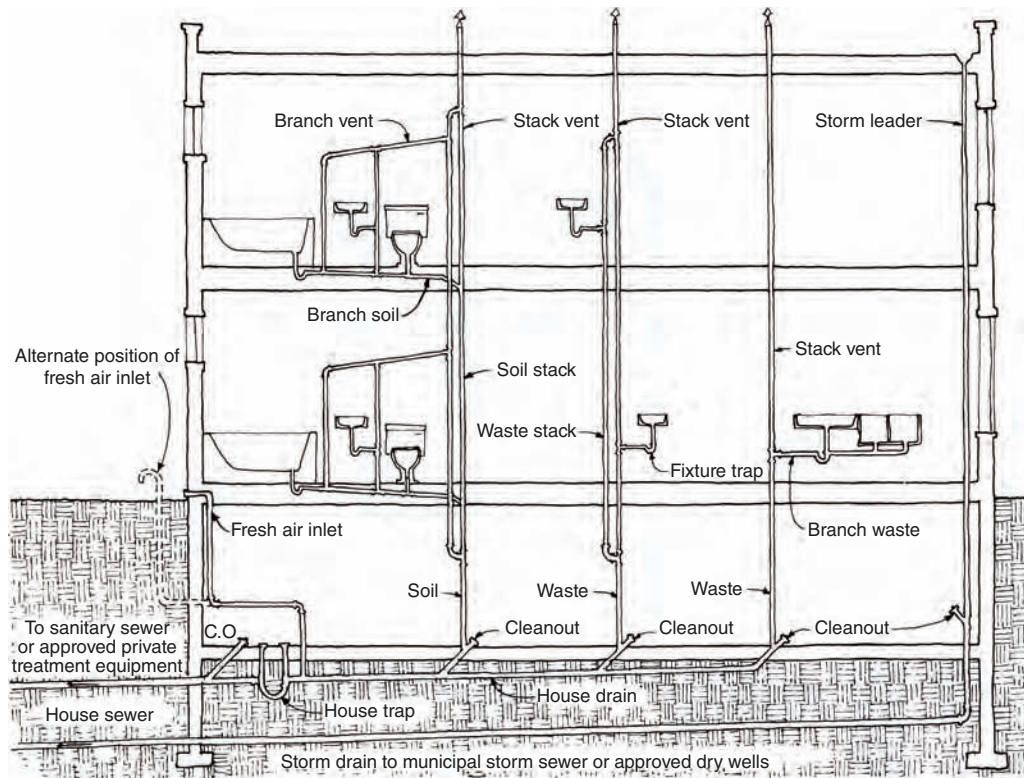 Branch vent
Stack vent
Stack vent
Storm leader
Branch soil
Alternate position of
fresh air inlet
Soil stack
Stack vent
Waste stack
Fixture trap
Fresh air inlet
Branch waste
Soil
Waste
Waste
C.O.
Cleanout
Cleanout
Cleanout
To sanitary sewer
or approved private
treatment equipment
House drain
House trap
House sewer
Storm drain to municipal storm sewer or approved dry wells